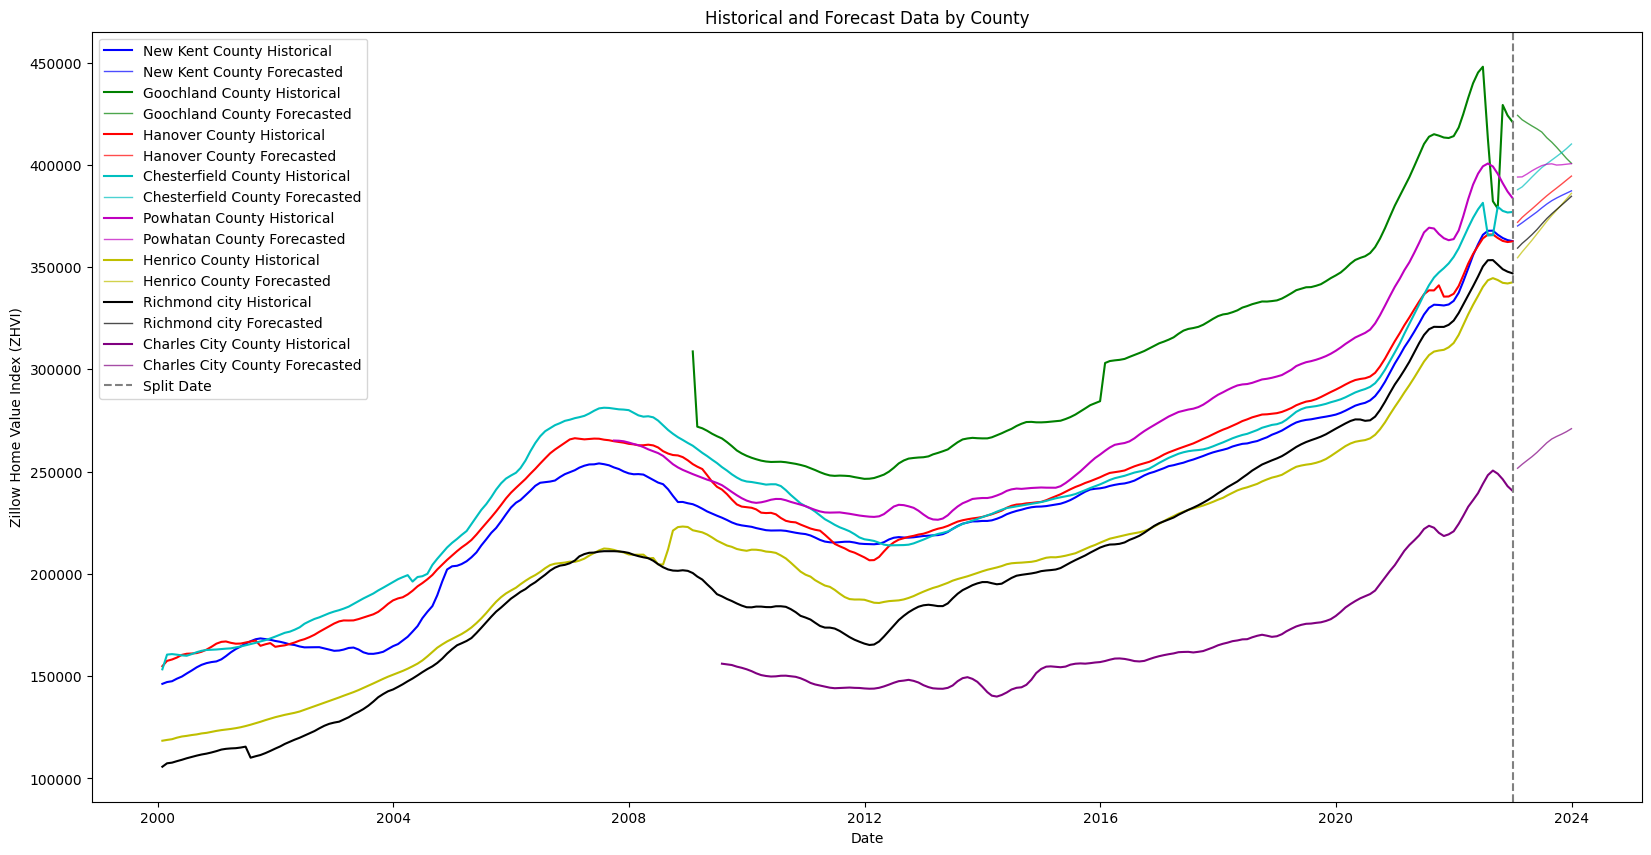 Historical and Forecast Data by County
Zillow Home Value Index (ZHVI)
450000
400000
350000
300000
250000
200000
150000
100000
New Kent County Historical
New Kent County Forecasted
Goochland County Historical
Goochland County Forecasted
Hanover County Historical
Hanover County Forecasted
Chesterfield County Historical
Chesterfield County Forecasted
Powhatan County Historical
Powhatan County Forecasted
Henrico County Historical
Henrico County Forecasted
Richmond city Historical
Richmond city Forecasted
Charles City County Historical
Charles City County Forecasted
Split Date
2000 2004 2008 2012 2016 2020 2024
Date